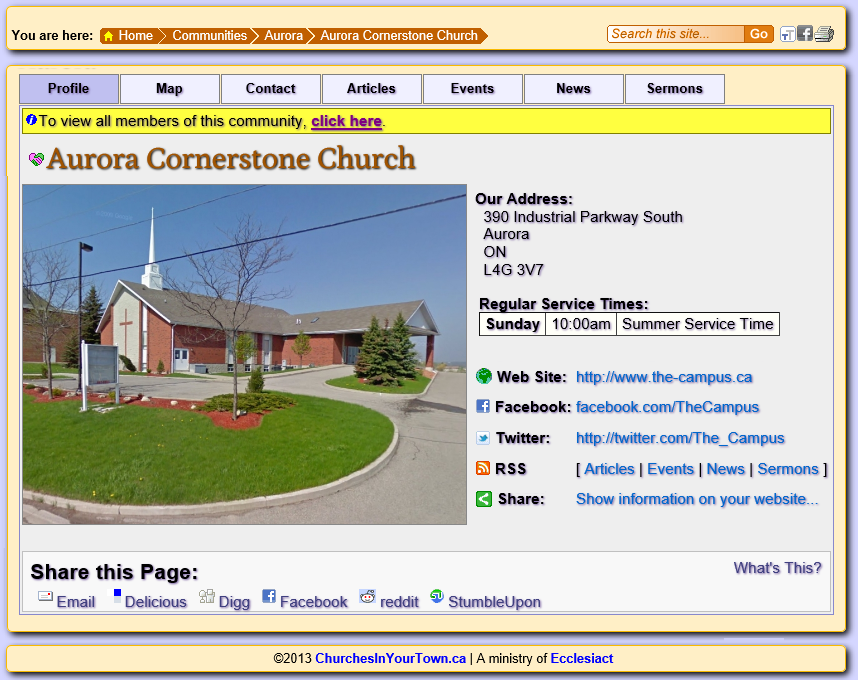 You are here: Home Communities Aurora Aurora Cornerstone Church Search this site... Go
Profile Map Contact Articles Events News Sermons
To view all members of this community, click here.
Aurora Cornerstone Church
Our Address:
390 Industrial Parkway South
Aurora
ON
L4G 3V7
Regular Service Times:
Sunday 10:00am Summer Service Time
Web Site: http://www.the-campus.ca
Facebook: facebook.com/TheCampus
Twitter: http://twitter.com/The_Campus
RSS [ Articles | Events | News | Sermons ]
Share: Show information on your website...
Share this Page: What's This?
Email Delicious Digg Facebook reddit StumbleUpon
©2013 ChurchesInYourTown.ca | A ministry of Ecclesiact